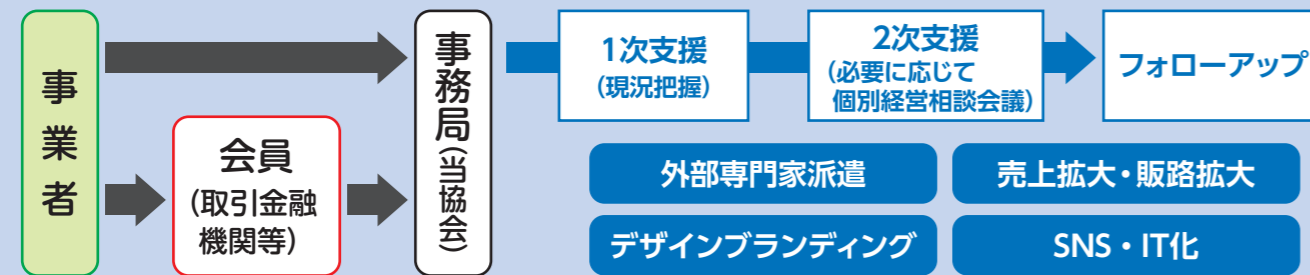 事業者
会員
(取引金融
機関等)
事務局(当協会)
1次支援
(現況把握)
2次支援
(必要に応じて
個別経営相談会議)
フォローアップ
外部専門家派遣
売上拡大・販路拡大
デザインブランディング
SNS・IT化